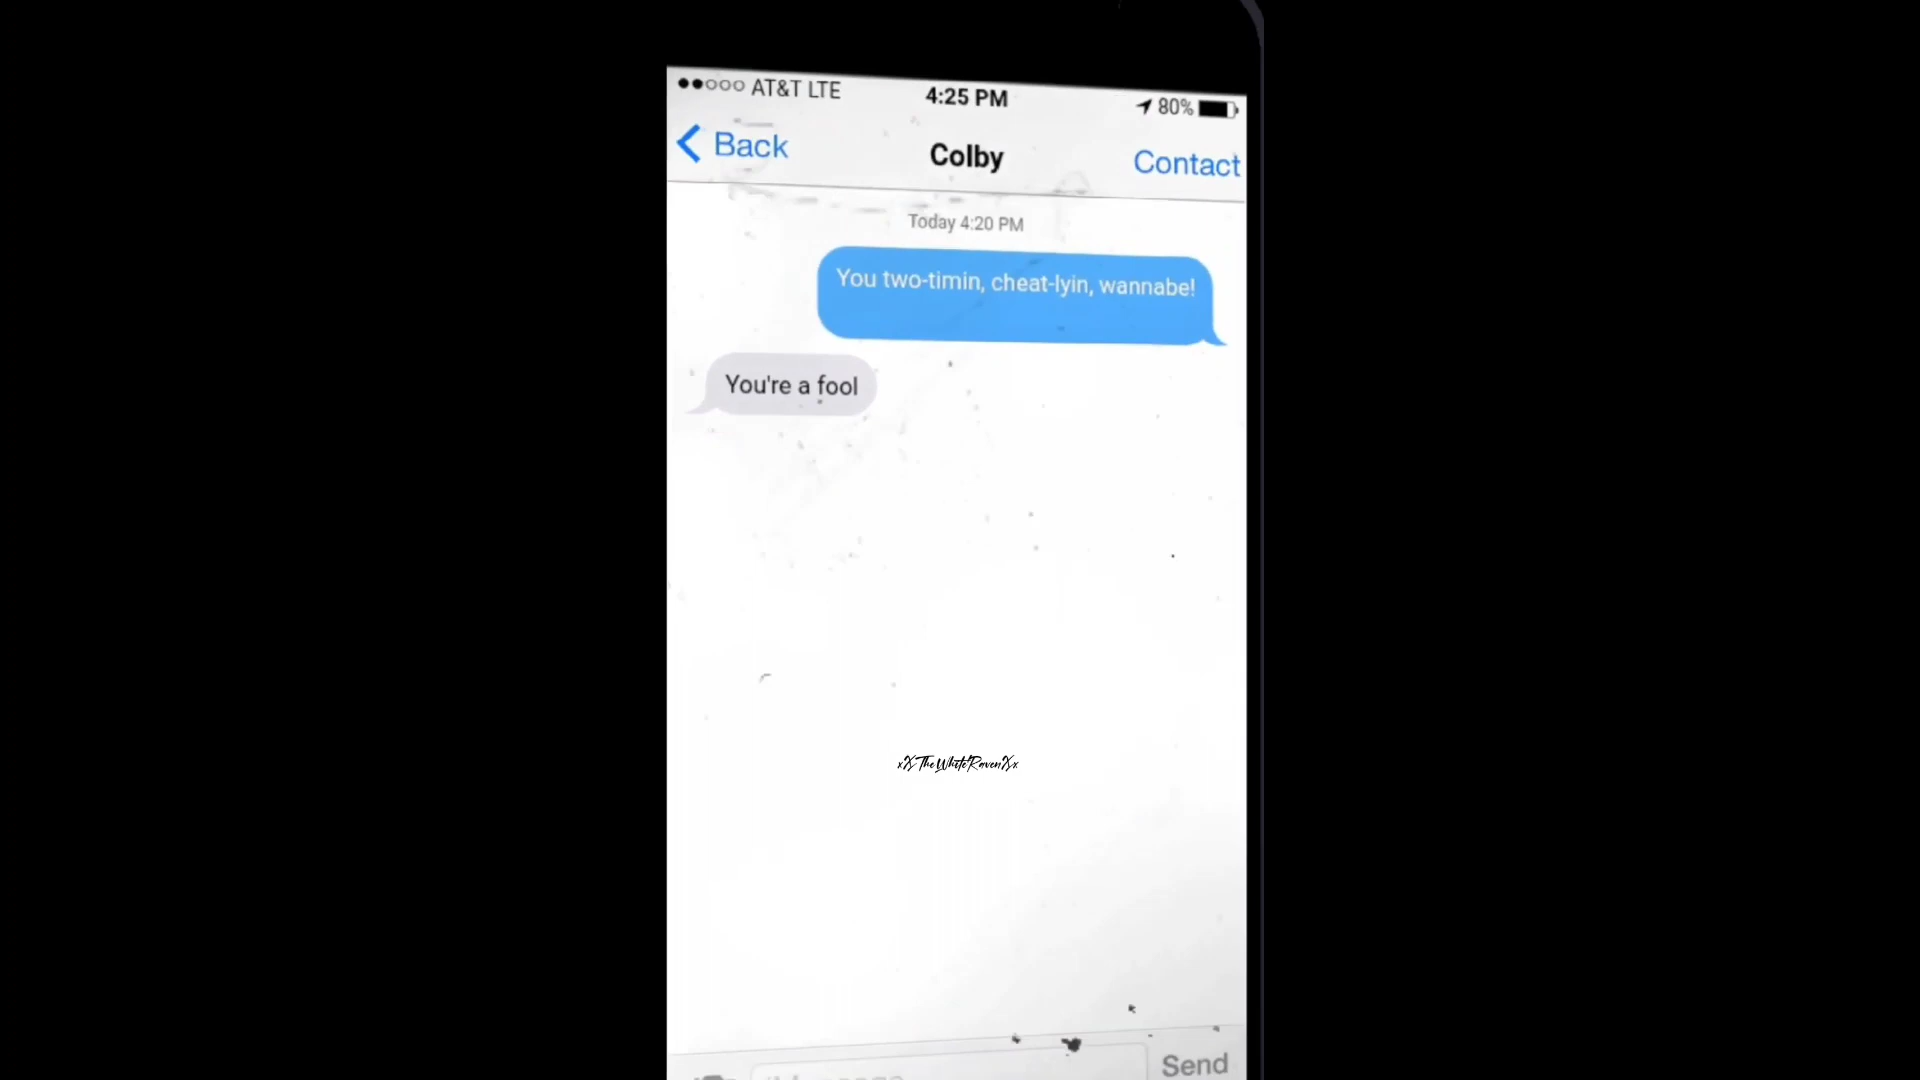 AT&T LTE 4:25 PM 80%
Back Colby Contact
Today 4:20 PM
You two-timin, cheat-lyin, wannabe!
You're a fool
xXTheWhiteRavenXx
Send